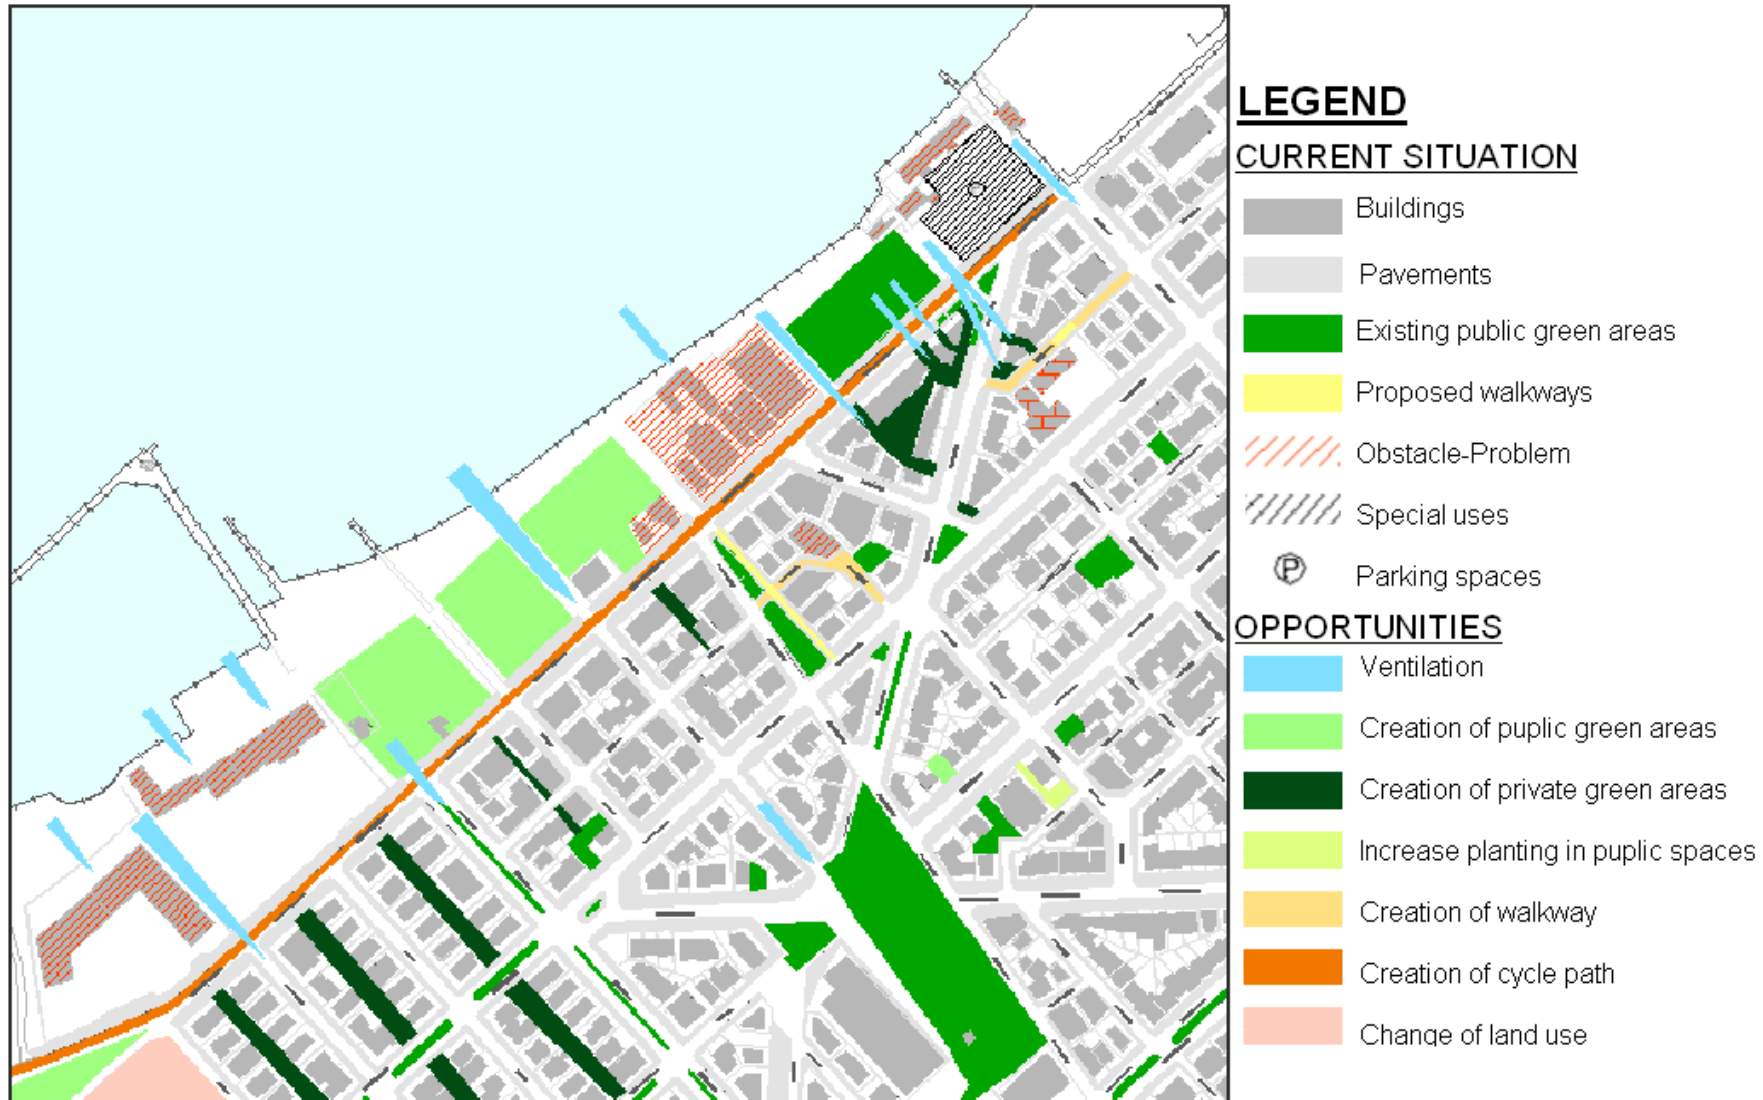 LEGEND
CURRENT SITUATION
Buildings
Pavements
Existing public green areas
Proposed walkways
Obstacle-Problem
Special uses
P
Parking spaces
OPPORTUNITIES
Ventilation
Creation of puplic green areas
Creation of private green areas
Increase planting in puplic spaces
Creation of walkway
Creation of cycle path
Change of land use